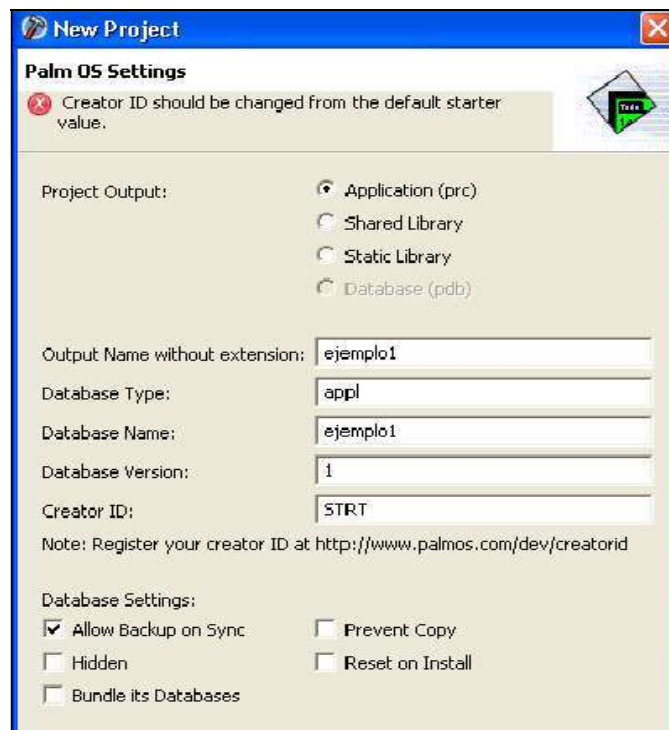 New Project
Palm OS Settings
Creator ID should be changed from the default starter
value.
Project Output:
Application (prc)
Shared Library
Static Library
Database (pdb)
Output Name without extension:
ejemplo1
Database Type:
appl
Database Name:
ejemplo1
Database Version:
1
Creator ID:
STRT
Note: Register your creator ID at http://www.palmos.com/dev/creatorid
Database Settings:
Allow Backup on Sync
Prevent Copy
Hidden
Reset on Install
Bundle its Databases